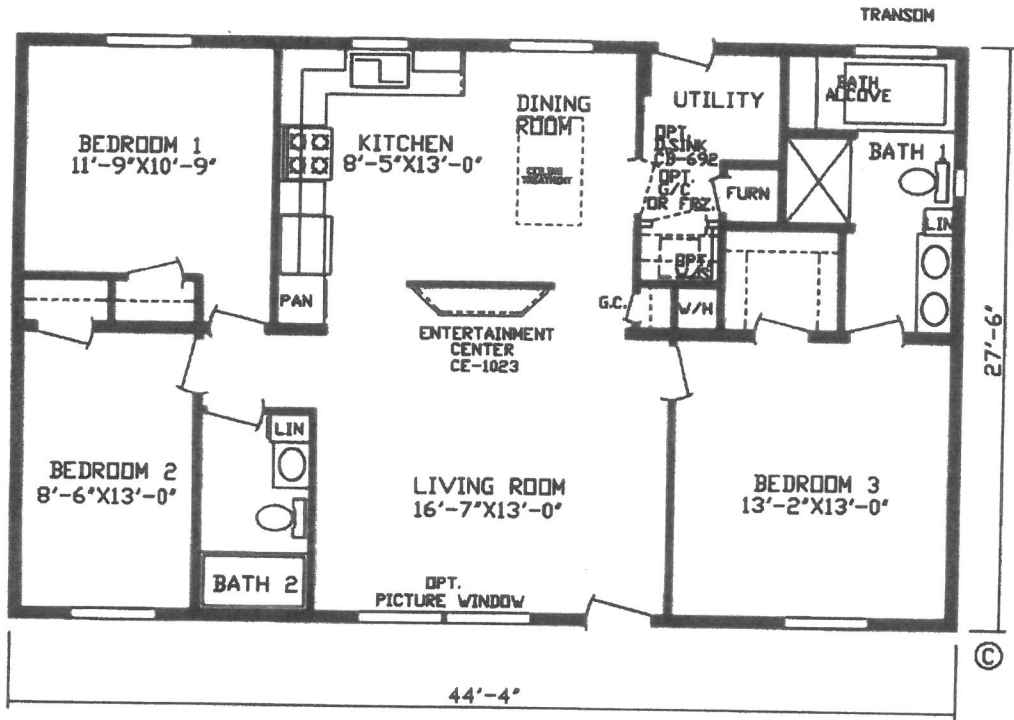 TRANSOM
BATH
ALCOVE
UTILITY
DINING
ROOM
BEDROOM 1
11'-9"X10'-9"
KITCHEN
8'-5"X13'-0"
OPT.
D.SINK
CB-692
OPT.
G/C
OR FRZ.
BATH 1
CEILING
TREATMENT
FURN
LIN
OPT.
W/S
PAN
G.C.
W/H
ENTERTAINMENT
CENTER
CE-1023
27'-6"
LIN
BEDROOM 2
8'-6"X13'-0"
LIVING ROOM
16'-7"X13'-0"
BEDROOM 3
13'-2"X13'-0"
BATH 2
OPT.
PICTURE WINDOW
©
44'-4"